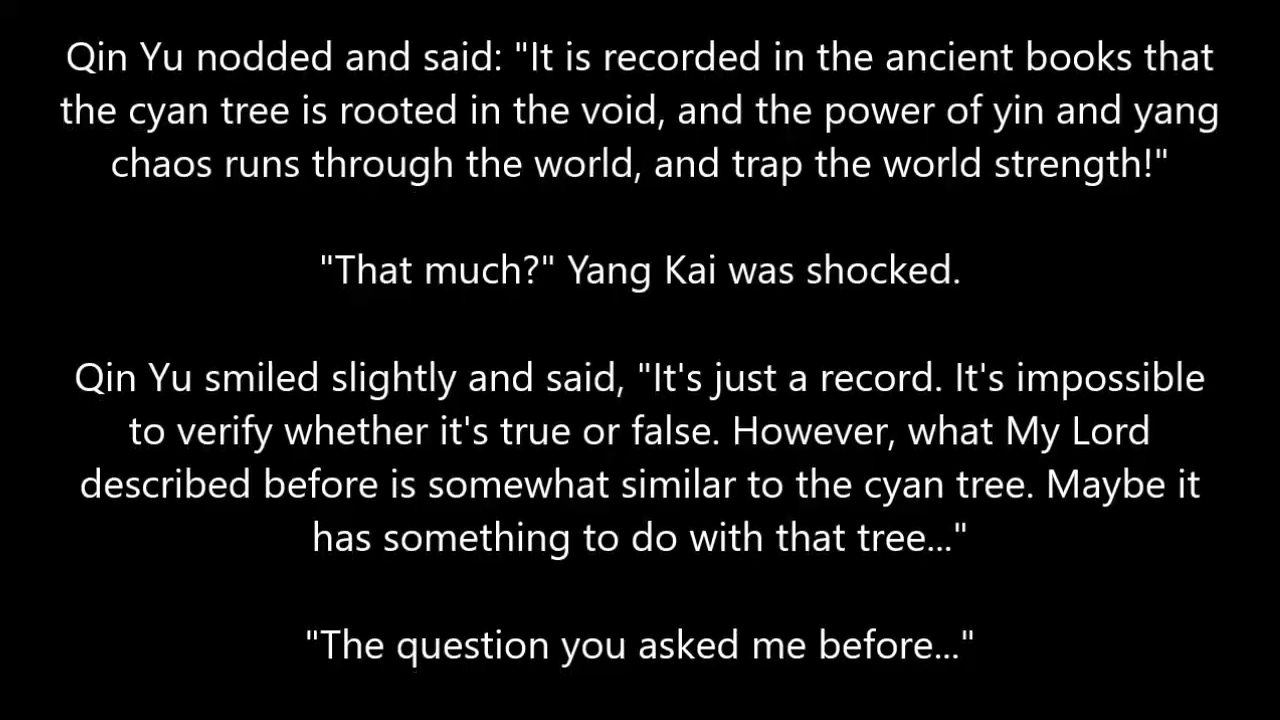 Qin Yu nodded and said: "It is recorded in the ancient books that
the cyan tree is rooted in the void, and the power of yin and yang
chaos runs through the world, and trap the world strength!"
"That much?" Yang Kai was shocked.
Qin Yu smiled slightly and said, "It's just a record. It's impossible
to verify whether it's true or false. However, what My Lord
described before is somewhat similar to the cyan tree. Maybe it
has something to do with that tree..."
"The question you asked me before..."